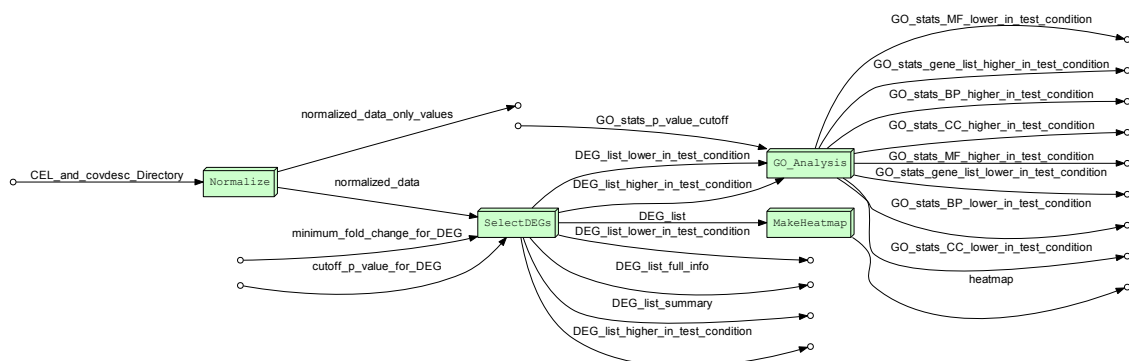 CEL_and_covdesc_Directory
Normalize
normalized_data_only_values
normalized_data
minimum_fold_change_for_DEG
cutoff_p_value_for_DEG
SelectDEGs
GO_stats_p_value_cutoff
DEG_list_lower_in_test_condition
DEG_list_higher_in_test_condition
DEG_list
DEG_list_lower_in_test_condition
DEG_list_full_info
DEG_list_summary
DEG_list_higher_in_test_condition
GO_Analysis
MakeHeatmap
GO_stats_MF_lower_in_test_condition
GO_stats_gene_list_higher_in_test_condition
GO_stats_BP_higher_in_test_condition
GO_stats_CC_higher_in_test_condition
GO_stats_MF_higher_in_test_condition
GO_stats_gene_list_lower_in_test_condition
GO_stats_BP_lower_in_test_condition
GO_stats_CC_lower_in_test_condition
heatmap